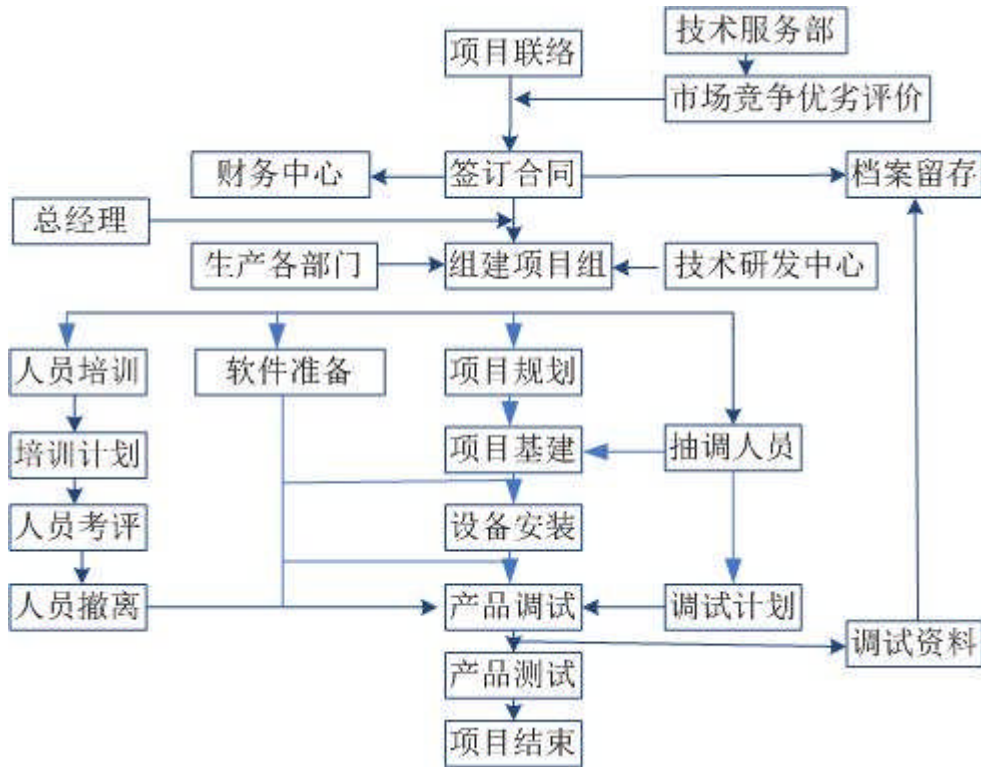 技术服务部
项目联络
市场竞争优劣评价
财务中心
签订合同
档案留存
总经理
生产各部门
组建项目组
技术研发中心
人员培训
软件准备
项目规划
培训计划
项目基建
抽调人员
人员考评
设备安装
人员撤离
产品调试
调试计划
调试资料
产品测试
项目结束